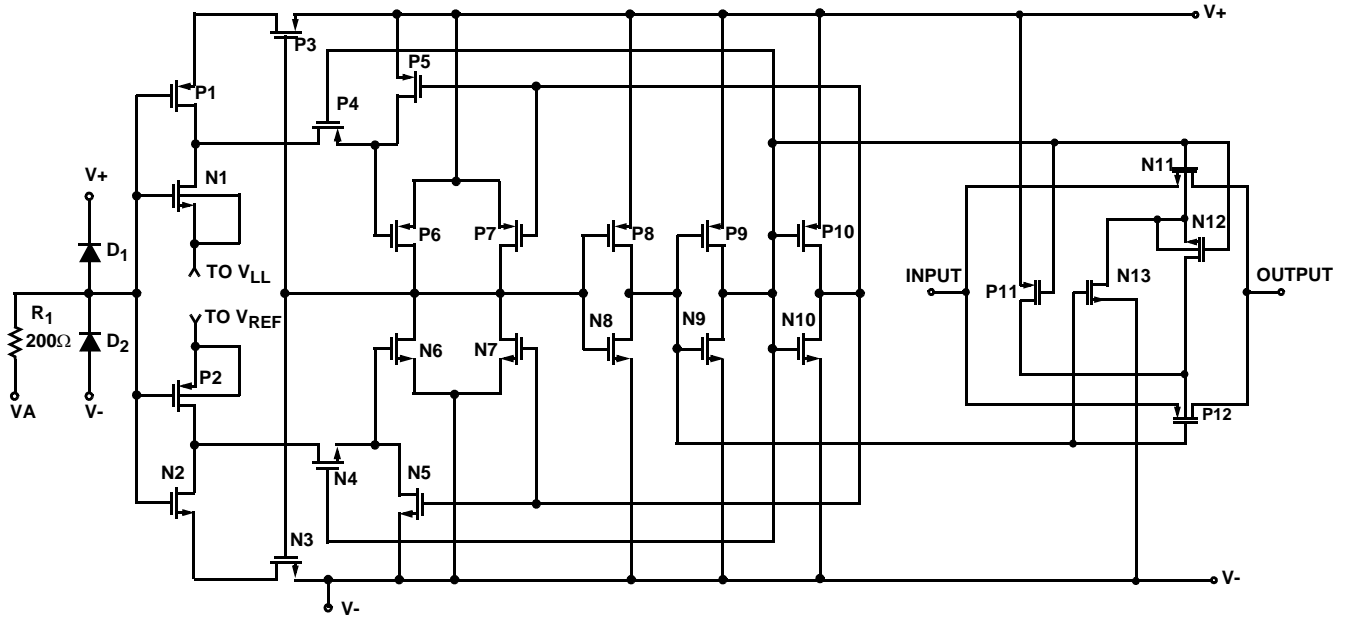 V+
P3
P5
P1
P4
N11
N1
V+
N12
P6
P7
P8
P9
P10
D1
TO VLL
INPUT
P11
N13
OUTPUT
R1
200Ω
TO VREF
N8
N9
N10
D2
N6
N7
P2
VA
V-
P12
N2
N4
N5
N3
V-
V-